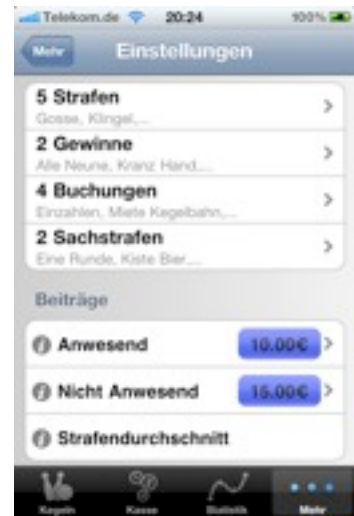 Telekom.de 20:24 100%
Mehr Einstellungen
5 Strafen
Gosse, Klingel,...
2 Gewinne
Alle Neune, Kranz Hand,...
4 Buchungen
Einzahlen, Miete Kegelbahn,...
2 Sachstrafen
Eine Runde, Kiste Bier,...
Beiträge
Anwesend 10.00€
Nicht Anwesend 15.00€
Strafendurchschnitt
Kegeln Kasse Statistik Mehr